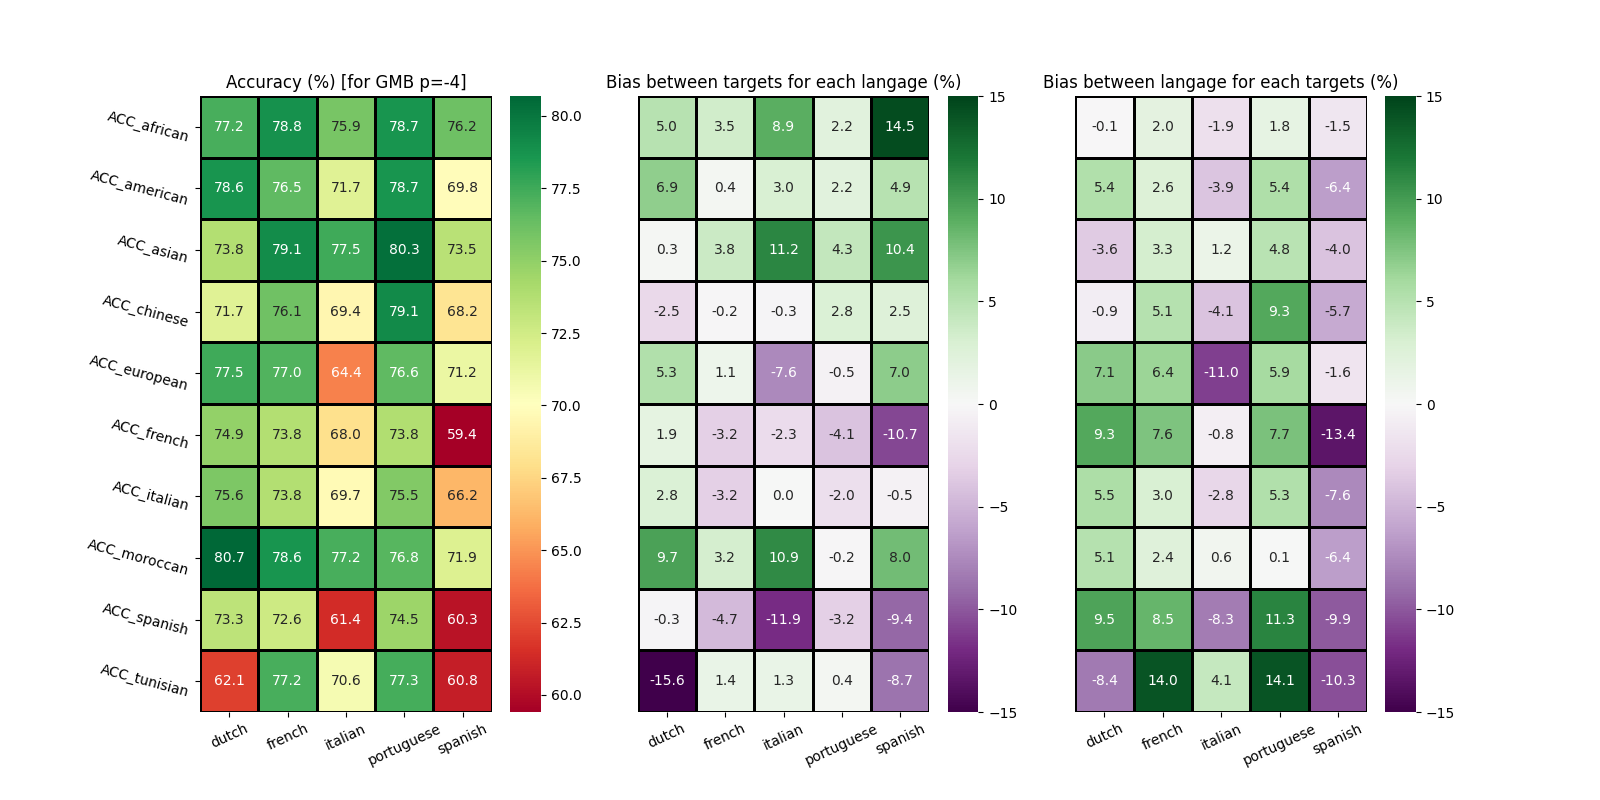 Accuracy (%) [for GMB p=-4]
ACC_african 77.2 78.8 75.9 78.7 76.2
ACC_american 78.6 76.5 71.7 78.7 69.8
ACC_asian 73.8 79.1 77.5 80.3 73.5
ACC_chinese 71.7 76.1 69.4 79.1 68.2
ACC_european 77.5 77.0 64.4 76.6 71.2
ACC_french 74.9 73.8 68.0 73.8 59.4
ACC_italian 75.6 73.8 69.7 75.5 66.2
ACC_moroccan 80.7 78.6 77.2 76.8 71.9
ACC_spanish 73.3 72.6 61.4 74.5 60.3
ACC_tunisian 62.1 77.2 70.6 77.3 60.8
dutch french italian portuguese spanish
80.0
77.5
75.0
72.5
70.0
67.5
65.0
62.5
60.0
Bias between targets for each langage (%)
5.0 3.5 8.9 2.2 14.5
6.9 0.4 3.0 2.2 4.9
0.3 3.8 11.2 4.3 10.4
-2.5 -0.2 -0.3 2.8 2.5
5.3 1.1 -7.6 -0.5 7.0
1.9 -3.2 -2.3 -4.1 -10.7
2.8 -3.2 0.0 -2.0 -0.5
9.7 3.2 10.9 -0.2 8.0
-0.3 -4.7 -11.9 -3.2 -9.4
-15.6 1.4 1.3 0.4 -8.7
dutch french italian portuguese spanish
15
10
5
0
−5
−10
−15
Bias between langage for each targets (%)
-0.1 2.0 -1.9 1.8 -1.5
5.4 2.6 -3.9 5.4 -6.4
-3.6 3.3 1.2 4.8 -4.0
-0.9 5.1 -4.1 9.3 -5.7
7.1 6.4 -11.0 5.9 -1.6
9.3 7.6 -0.8 7.7 -13.4
5.5 3.0 -2.8 5.3 -7.6
5.1 2.4 0.6 0.1 -6.4
9.5 8.5 -8.3 11.3 -9.9
-8.4 14.0 4.1 14.1 -10.3
dutch french italian portuguese spanish
15
10
5
0
−5
−10
−15